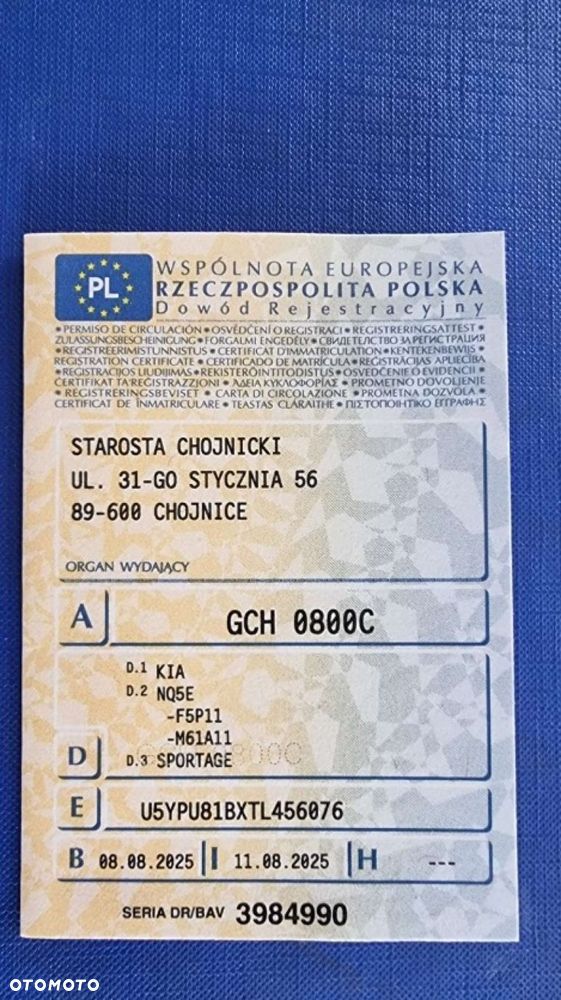 PL
WSPÓLNOTA EUROPEJSKA
RZECZPOSPOLITA POLSKA
Dowód Rejestracyjny
• PERMISO DE CIRCULACIÓN • OSVĚDČENÍ O REGISTRACI • REGISTRERINGSATTEST •
ZULASSUNGSBESCHEINIGUNG • FORGALMI ENGEDÉLY • СВИДЕТЕЛСТВО ЗА РЕГИСТРАЦИЯ
• REGISTREERIMISTUNNISTUS • CERTIFICAT D'IMMATRICULATION • KENTEKENBEWIJS •
REGISTRATION CERTIFICATE • CERTIFICADO DE MATRÍCULA • REĢISTRĀCIJAS APLIECĪBA
• REGISTRACIJOS LIUDIJIMAS • REKISTERÖINTITODISTUS • OSVEDČENIE O EVIDENCII •
ĊERTIFIKAT TA' REĠISTRAZZJONI • ΑΔΕΙΑ ΚΥΚΛΟΦΟΡΙΑΣ • PROMETNO DOVOLJENJE
• REGISTRERINGSBEVISET • CARTA DI CIRCOLAZIONE • PROMETNA DOZVOLA •
CERTIFICAT DE ÎNMATRICULARE • TEASTAS CLÁRAITHE • ΠΙΣΤΟΠΟΙΗΤΙΚΟ ΕΓΓΡΑΦΗΣ
STAROSTA CHOJNICKI
UL. 31-GO STYCZNIA 56
89-600 CHOJNICE
ORGAN WYDAJĄCY
A GCH 0800C
D.1 KIA
D.2 NQ5E
-F5P11
-M61A11
D D.3 SPORTAGE
E U5YPU81BXTL456076
B 08.08.2025 I 11.08.2025 H ---
SERIA DR/BAV 3984990
OTOMOTO